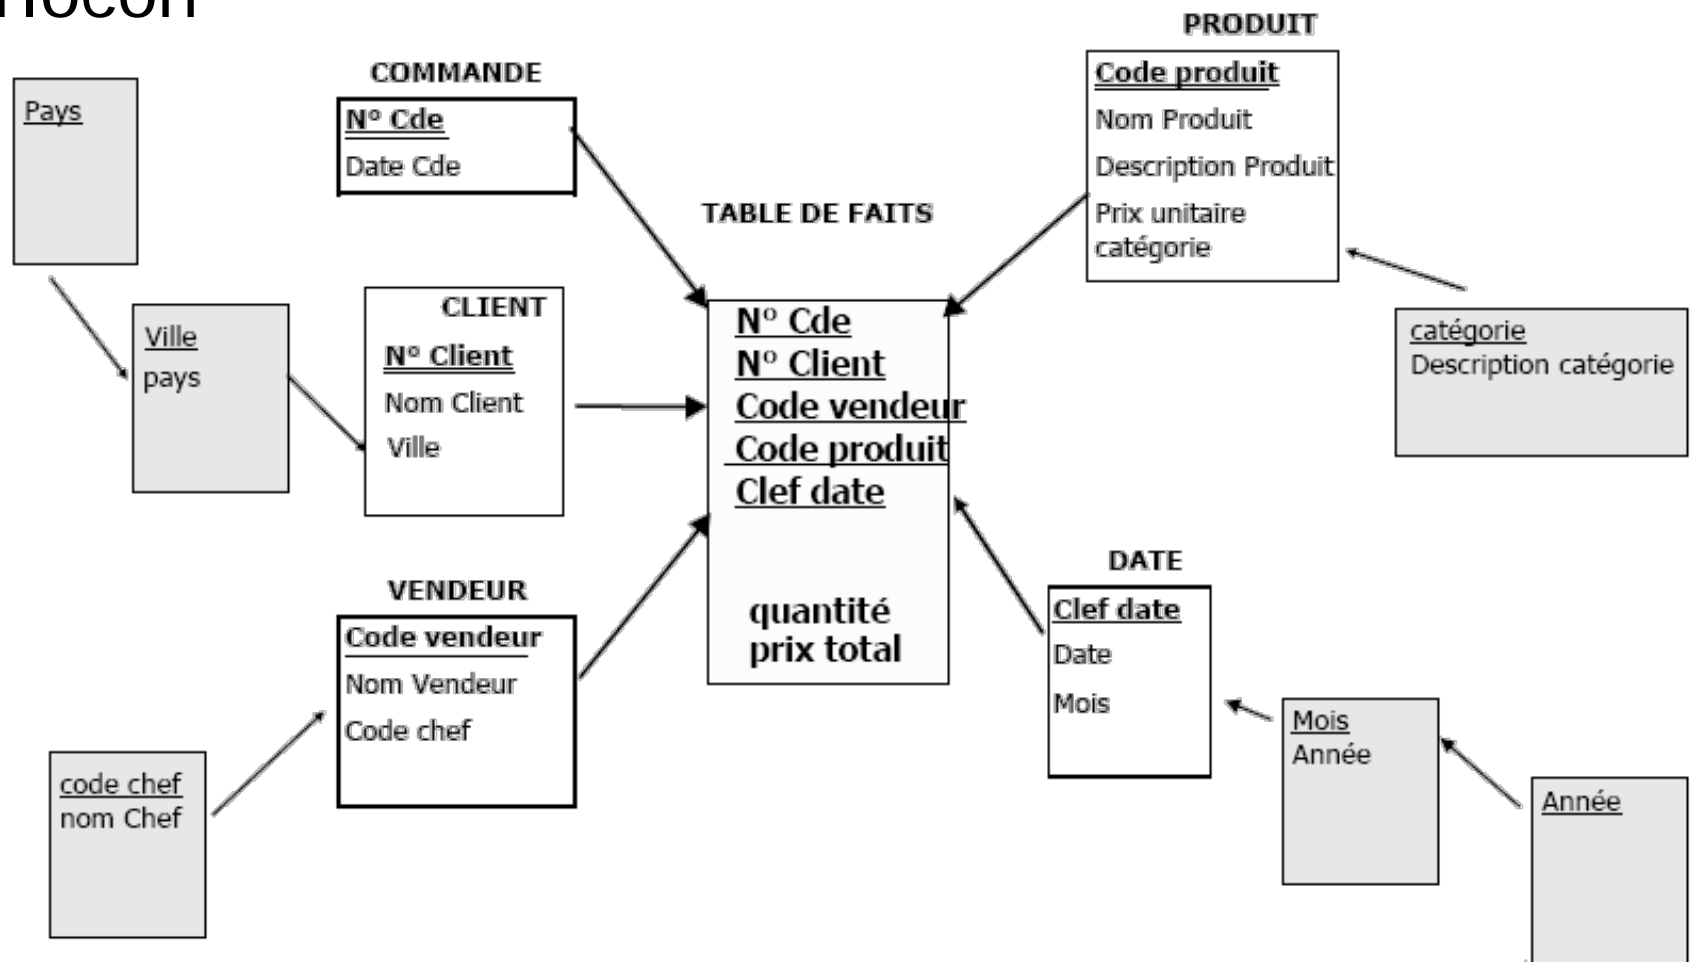 PRODUIT
Code produit
Nom Produit
Description Produit
Prix unitaire
catégorie
COMMANDE
N° Cde
Date Cde
Pays
TABLE DE FAITS
N° Cde
N° Client
Code vendeur
Code produit
Clef date
quantité
prix total
CLIENT
N° Client
Nom Client
Ville
Ville
pays
catégorie
Description catégorie
VENDEUR
Code vendeur
Nom Vendeur
Code chef
DATE
Clef date
Date
Mois
Mois
Année
Année
code chef
nom Chef